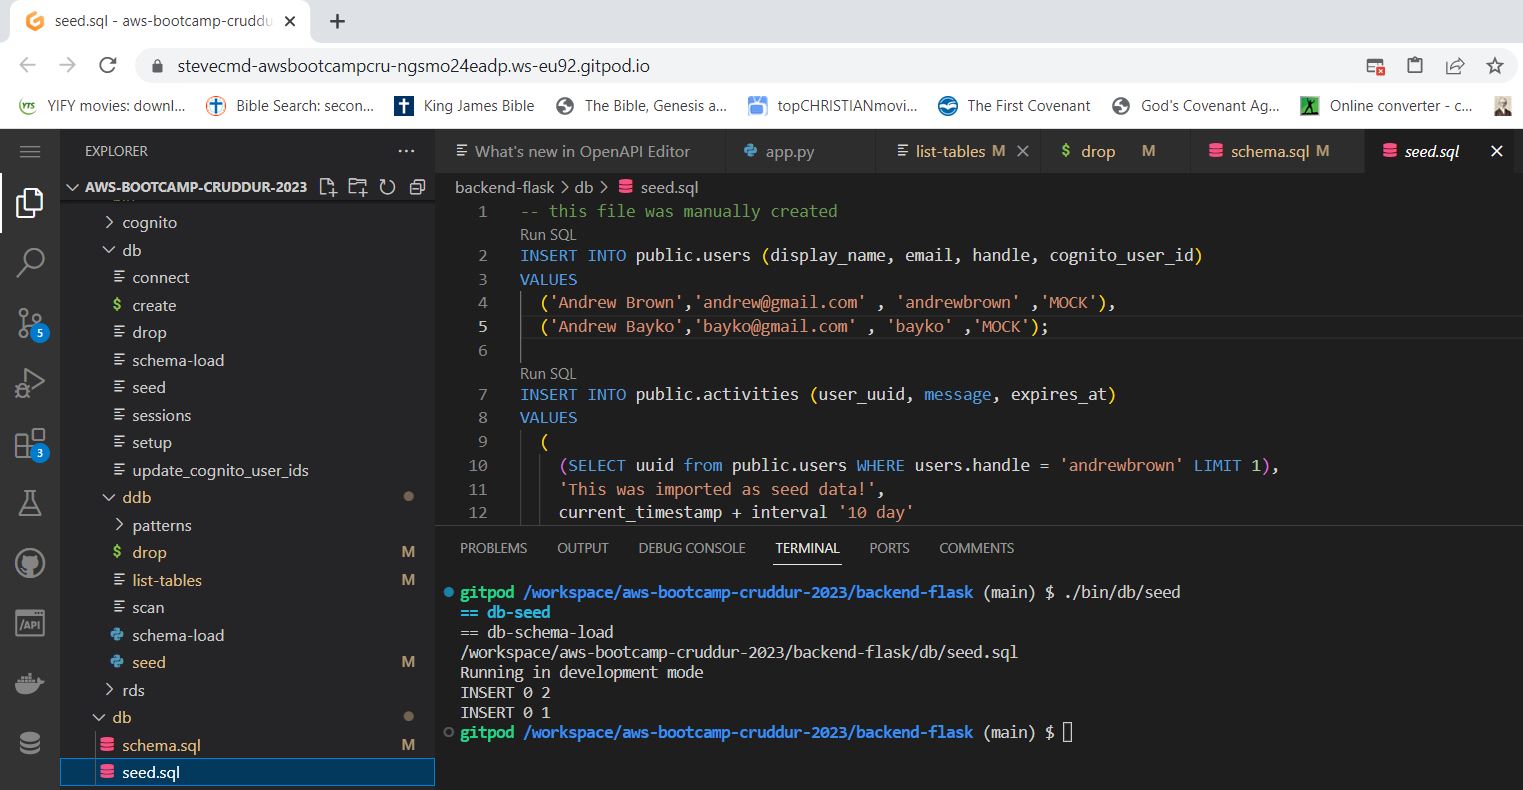 seed.sql - aws-bootcamp-cruddu
stevecmd-awsbootcampcru-ngsmo24eadp.ws-eu92.gitpod.io
YTS YIFY movies: downl...
Bible Search: secon...
King James Bible
The Bible, Genesis a...
topCHRISTIANmovi...
The First Covenant
God's Covenant Ag...
Online converter - c...
EXPLORER
AWS-BOOTCAMP-CRUDDUR-2023
cognito
db
connect
$ create
drop
schema-load
seed
sessions
setup
update_cognito_user_ids
ddb
patterns
$ drop M
list-tables M
scan
schema-load
seed M
rds
db
schema.sql M
seed.sql
5
3
/API
What's new in OpenAPI Editor
app.py
list-tables M
$ drop M
schema.sql M
seed.sql
backend-flask > db > seed.sql
1 -- this file was manually created
Run SQL
2 INSERT INTO public.users (display_name, email, handle, cognito_user_id)
3 VALUES
4 ('Andrew Brown','andrew@gmail.com' , 'andrewbrown' ,'MOCK'),
5 ('Andrew Bayko','bayko@gmail.com' , 'bayko' ,'MOCK');
6
Run SQL
7 INSERT INTO public.activities (user_uuid, message, expires_at)
8 VALUES
9 (
10 (SELECT uuid from public.users WHERE users.handle = 'andrewbrown' LIMIT 1),
11 'This was imported as seed data!',
12 current_timestamp + interval '10 day'
PROBLEMS OUTPUT DEBUG CONSOLE TERMINAL PORTS COMMENTS
gitpod /workspace/aws-bootcamp-cruddur-2023/backend-flask (main) $ ./bin/db/seed
== db-seed
== db-schema-load
/workspace/aws-bootcamp-cruddur-2023/backend-flask/db/seed.sql
Running in development mode
INSERT 0 2
INSERT 0 1
gitpod /workspace/aws-bootcamp-cruddur-2023/backend-flask (main) $